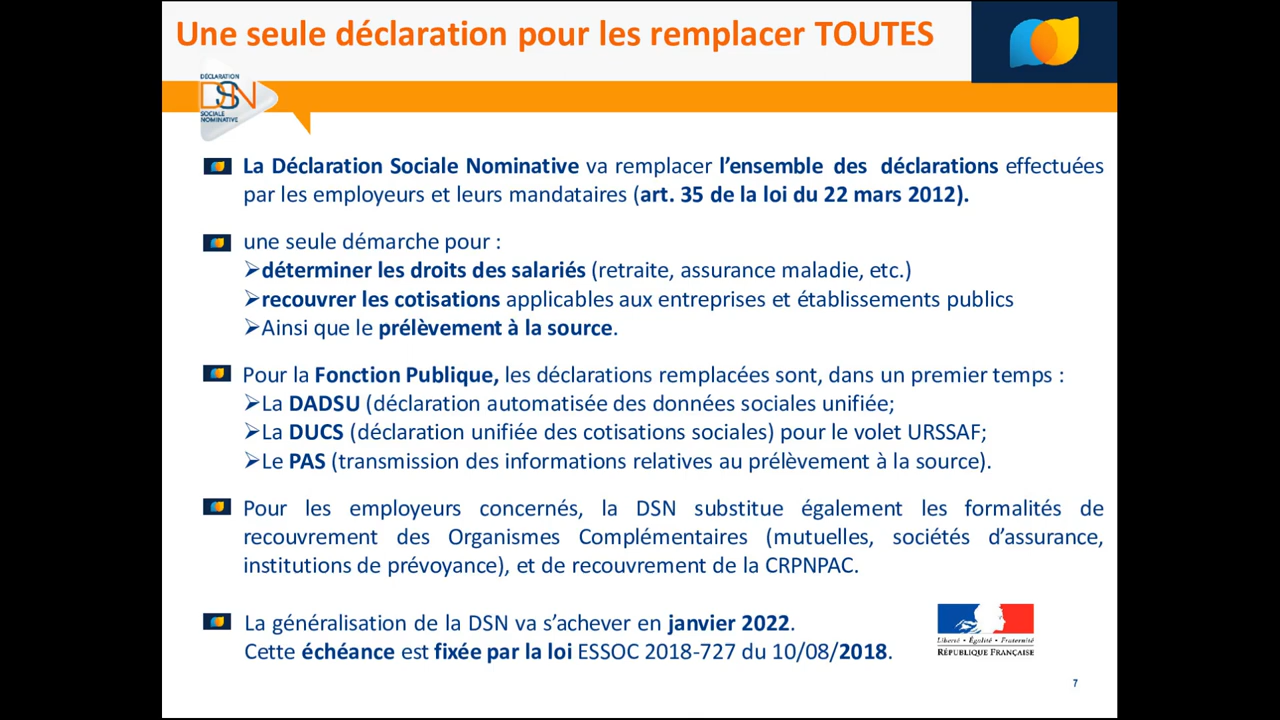 Une seule déclaration pour les remplacer TOUTES
DÉCLARATION
DSN
SOCIALE
NOMINATIVE
La Déclaration Sociale Nominative va remplacer l’ensemble des déclarations effectuées
par les employeurs et leurs mandataires (art. 35 de la loi du 22 mars 2012).
une seule démarche pour :
➢déterminer les droits des salariés (retraite, assurance maladie, etc.)
➢recouvrer les cotisations applicables aux entreprises et établissements publics
➢Ainsi que le prélèvement à la source.
Pour la Fonction Publique, les déclarations remplacées sont, dans un premier temps :
➢La DADSU (déclaration automatisée des données sociales unifiée;
➢La DUCS (déclaration unifiée des cotisations sociales) pour le volet URSSAF;
➢Le PAS (transmission des informations relatives au prélèvement à la source).
Pour les employeurs concernés, la DSN substitue également les formalités de
recouvrement des Organismes Complémentaires (mutuelles, sociétés d’assurance,
institutions de prévoyance), et de recouvrement de la CRPNPAC.
La généralisation de la DSN va s’achever en janvier 2022.
Cette échéance est fixée par la loi ESSOC 2018-727 du 10/08/2018.
Liberté • Égalité • Fraternité
RÉPUBLIQUE FRANÇAISE
7